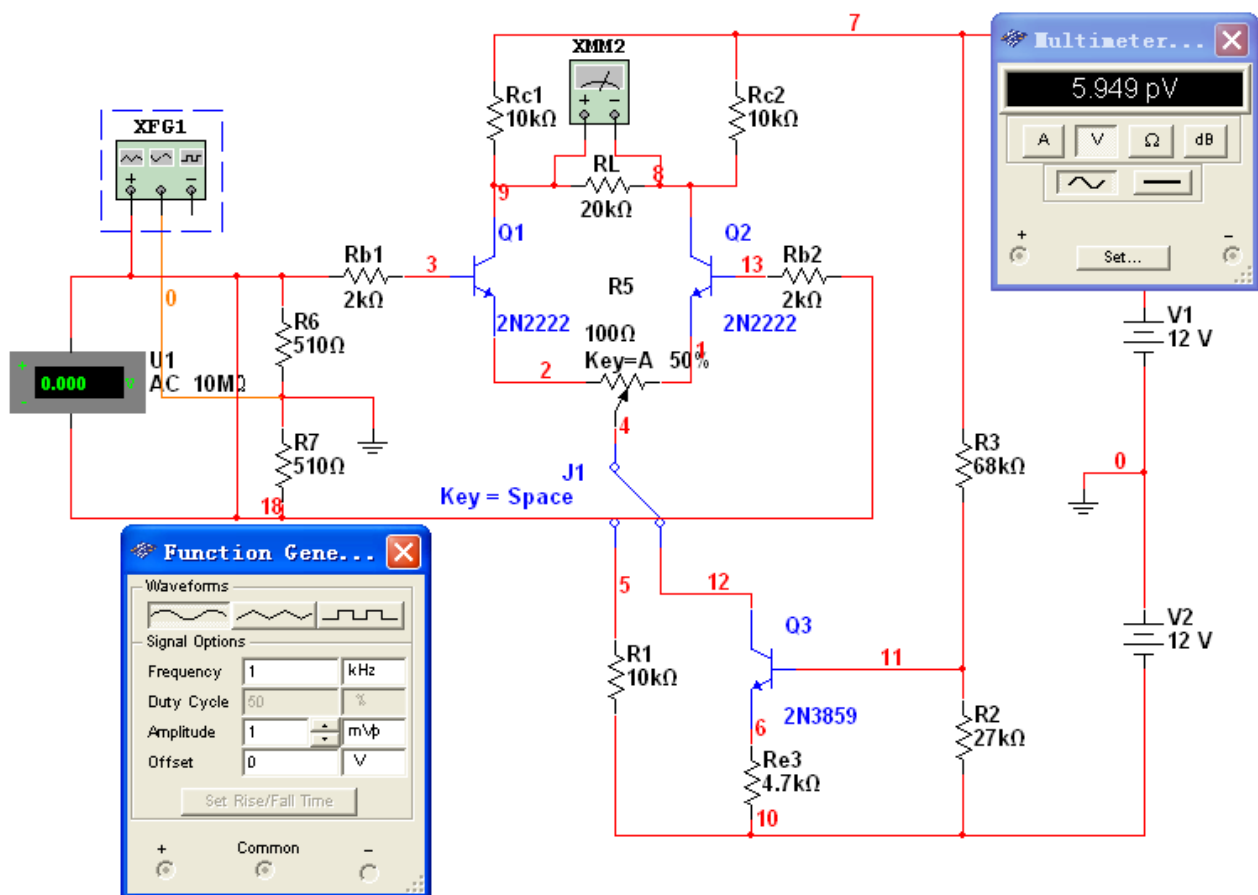 7
Multimeter...
5.949 pV
A
V
Ω
dB
+
-
Set...
XMM2
+ -
Rc1
10kΩ
Rc2
10kΩ
RL
9
8
20kΩ
XFG1
+ -
Q1
Q2
Rb1
3
2kΩ
13
Rb2
2kΩ
R5
2N2222
2N2222
100Ω
Key=A 50%
2
1
4
0
R6
510Ω
U1
AC 10MΩ
+
0.000 V
-
R7
510Ω
18
J1
Key = Space
V1
12 V
R3
68kΩ
0
5
12
Q3
11
R1
10kΩ
2N3859
6
R2
27kΩ
Re3
4.7kΩ
10
V2
12 V
Function Gene...
Waveforms
Signal Options
Frequency 1 kHz
Duty Cycle 50 %
Amplitude 1 mVp
Offset 0 V
Set Rise/Fall Time
+ Common -